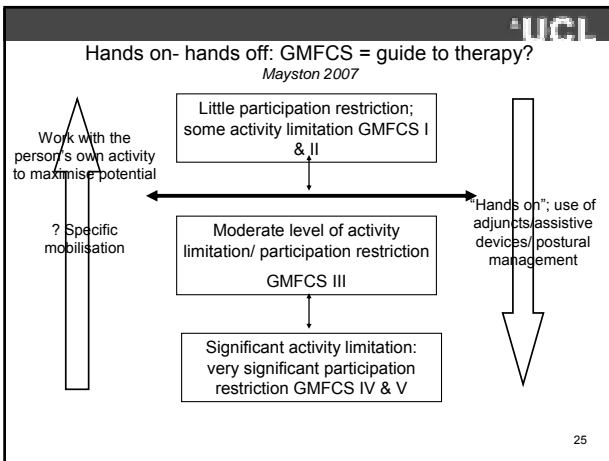 UCL
Hands on- hands off: GMFCS = guide to therapy?
Mayston 2007
Little participation restriction;
some activity limitation GMFCS I
& II
Work with the
person's own activity
to maximise potential
? Specific
mobilisation
Moderate level of activity
limitation/ participation restriction
GMFCS III
"Hands on"; use of
adjuncts/assistive
devices/ postural
management
Significant activity limitation:
very significant participation
restriction GMFCS IV & V
25